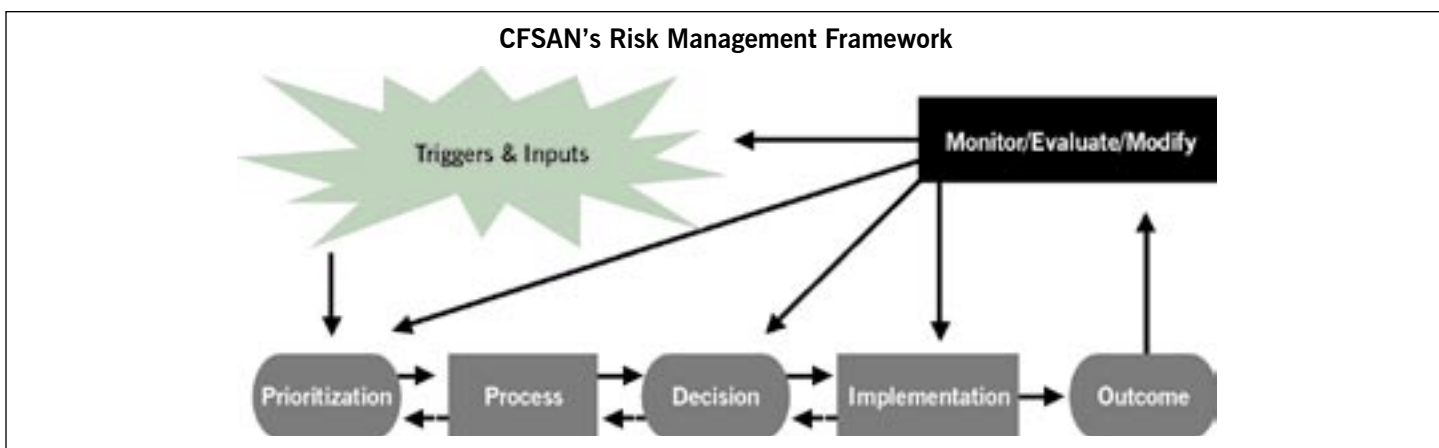 CFSAN’s Risk Management Framework
Triggers & Inputs
Monitor/Evaluate/Modify
Prioritization
Process
Decision
Implementation
Outcome